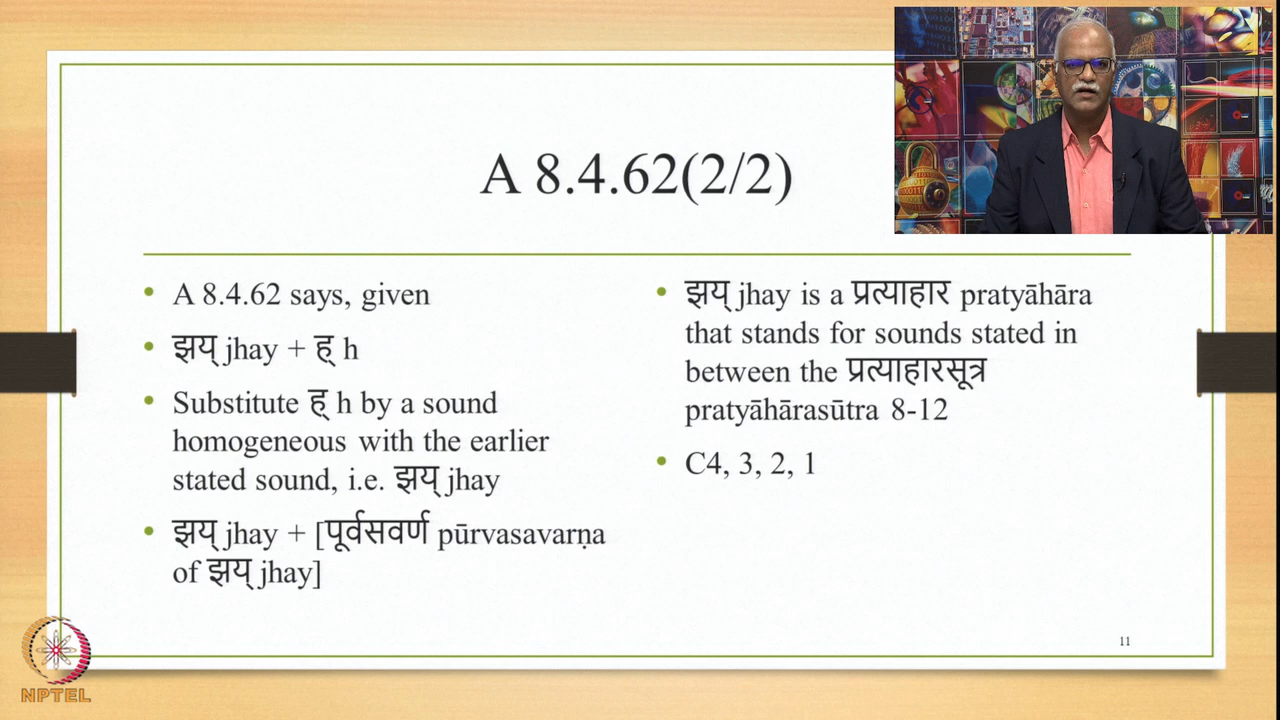 A 8.4.62(2/2)
• A 8.4.62 says, given
• झय् jhay + ह् h
• Substitute ह् h by a sound
homogeneous with the earlier
stated sound, i.e. झय् jhay
• झय् jhay + [पूर्वसवर्ण pūrvasavarṇa
of झय् jhay]
• झय् jhay is a प्रत्याहार pratyāhāra
that stands for sounds stated in
between the प्रत्याहारसूत्र
pratyāhārasūtra 8-12
• C4, 3, 2, 1
11
NPTEL